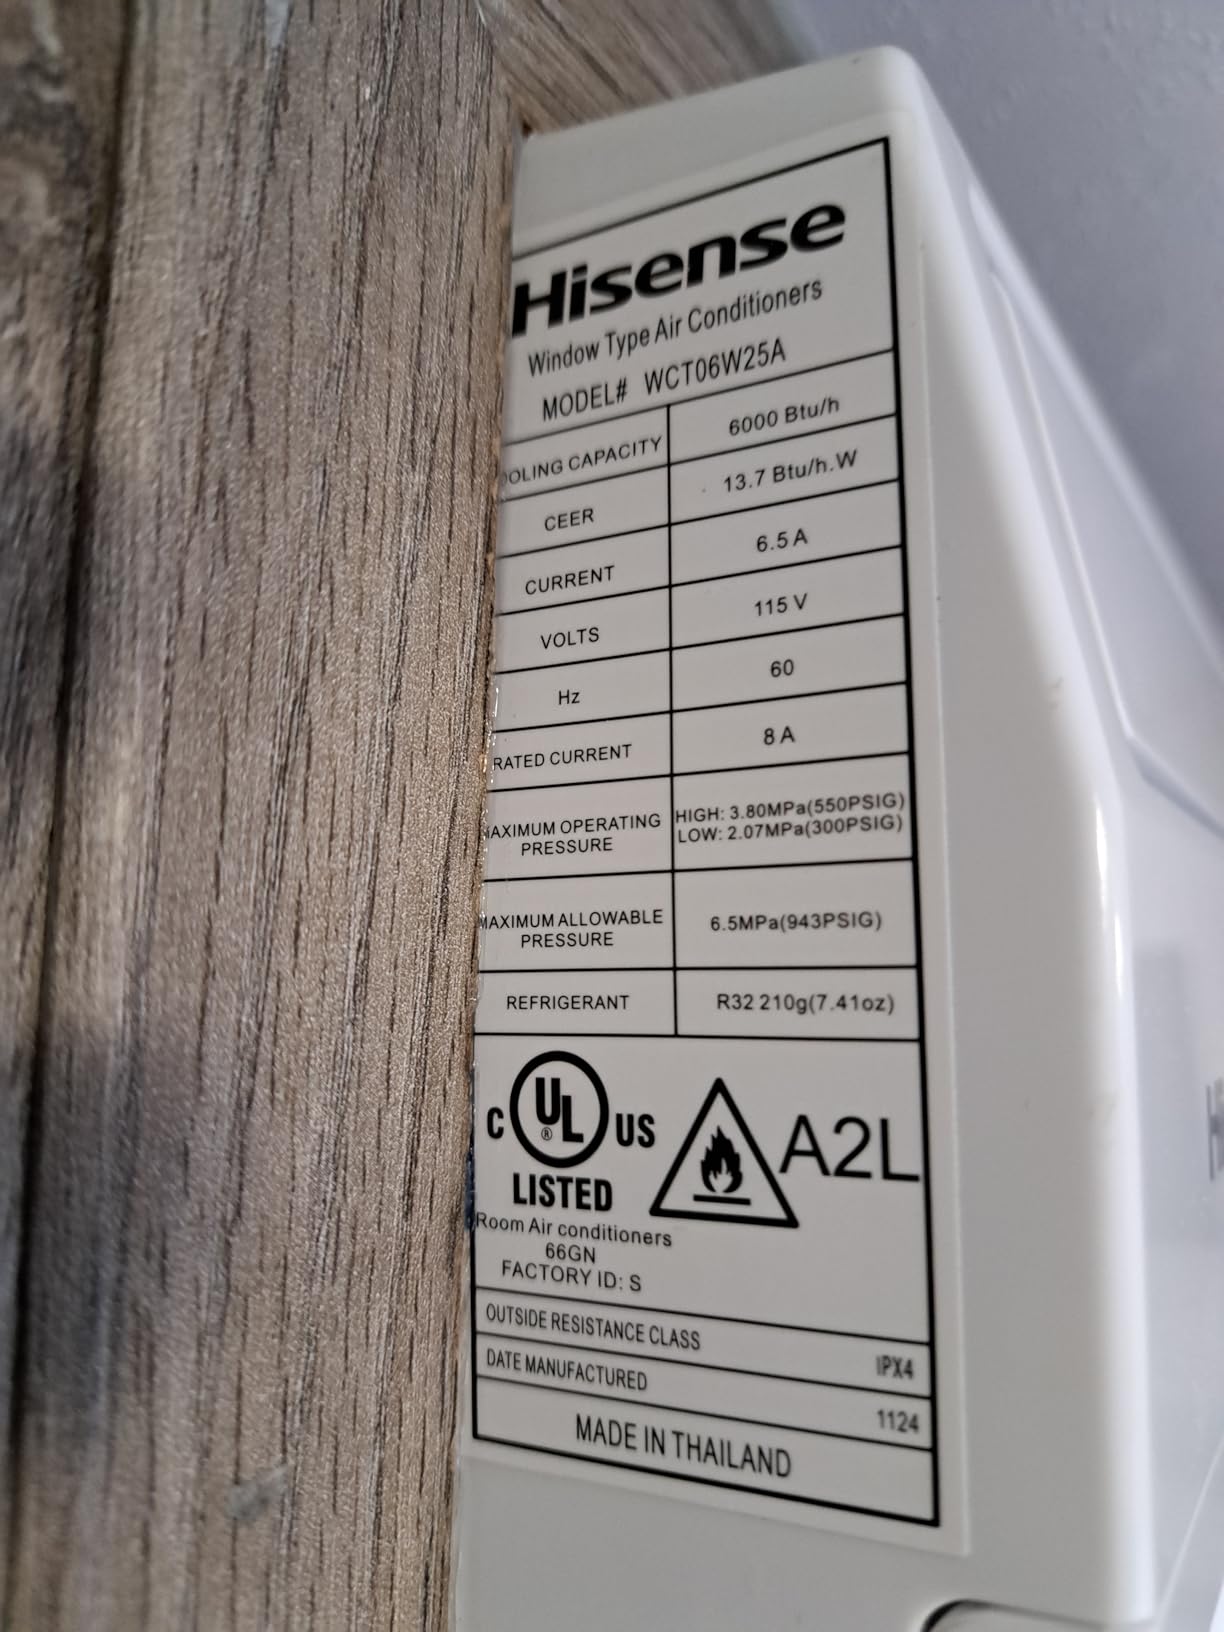 Hisense
Window Type Air Conditioners
MODEL# WCT06W25A
OOLING CAPACITY 6000 Btu/h
CEER 13.7 Btu/h.W
CURRENT 6.5 A
VOLTS 115 V
Hz 60
RATED CURRENT 8 A
MAXIMUM OPERATING PRESSURE HIGH: 3.80MPa(550PSIG)
LOW: 2.07MPa(300PSIG)
MAXIMUM ALLOWABLE PRESSURE 6.5MPa(943PSIG)
REFRIGERANT R32 210g(7.41oz)
C UL ® US A2L
LISTED
Room Air conditioners
66GN
FACTORY ID: S
OUTSIDE RESISTANCE CLASS IPX4
DATE MANUFACTURED 1124
MADE IN THAILAND